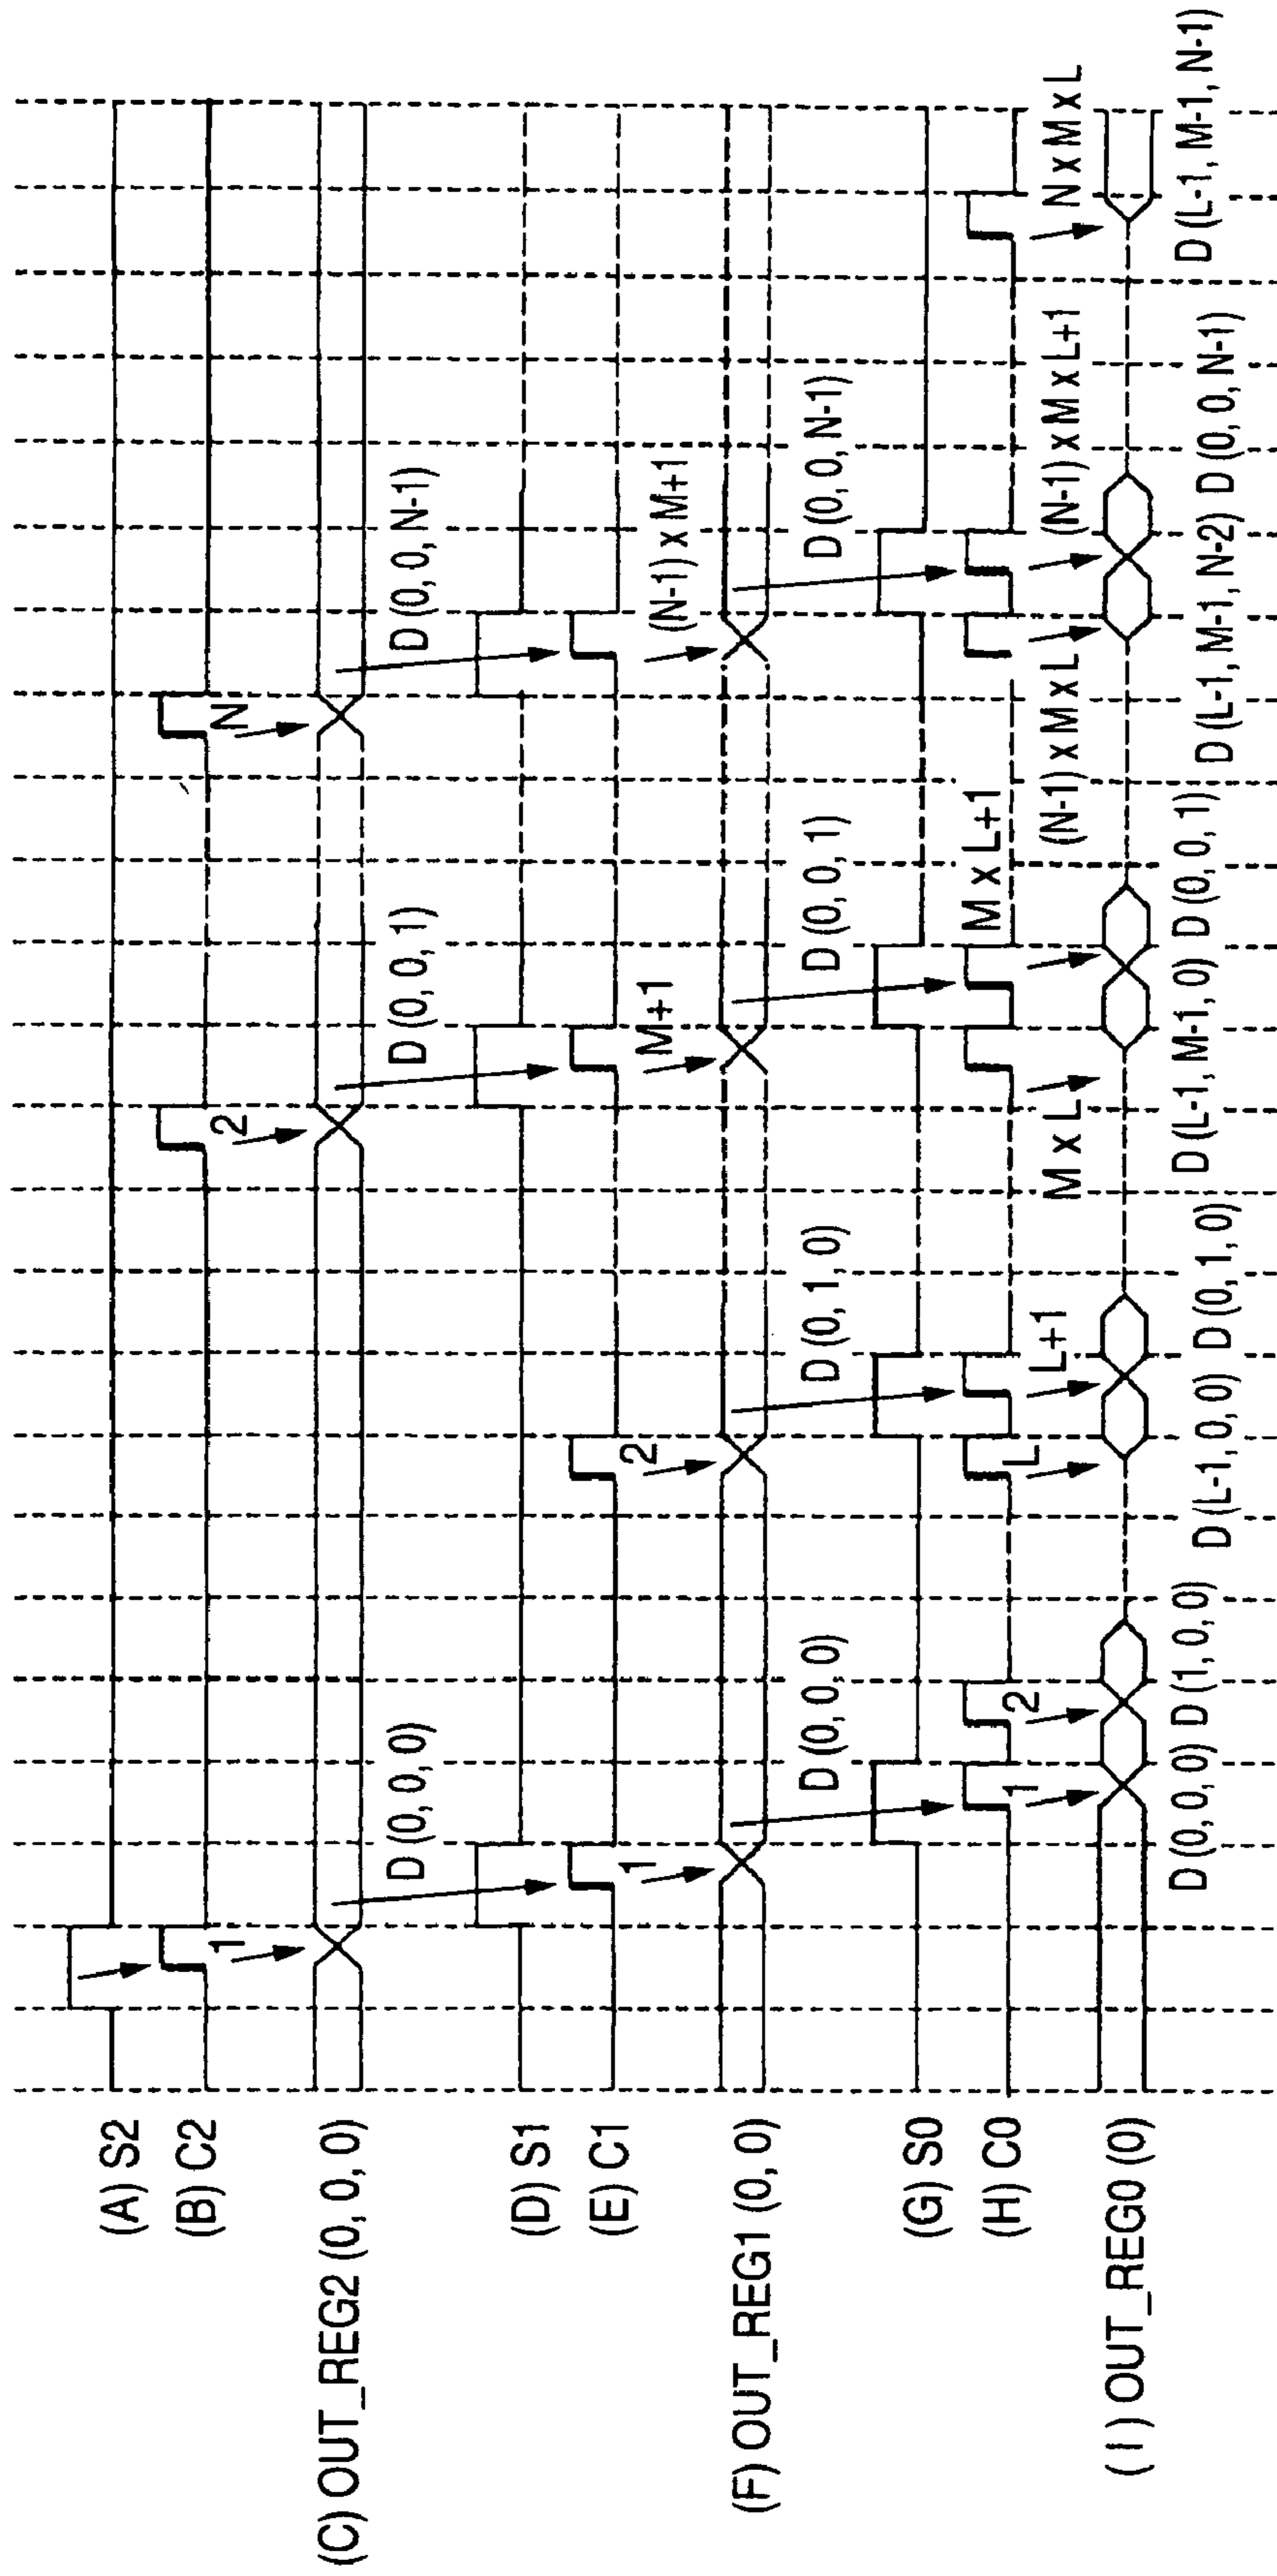 (A) S2
(B) C2
1
2
N
(C) OUT_REG2 (0, 0, 0)
D (0, 0, 0)
D (0, 0, 1)
D (0, 0, N-1)
(D) S1
(E) C1
1
2
M+1
(N-1) x M+1
(F) OUT_REG1 (0, 0)
D (0, 0, 0)
D (0, 1, 0)
D (0, 0, 1)
D (0, 0, N-1)
(G) S0
(H) C0
1
2
L
L+1
M x L
M x L+1
(N-1) x M x L
(N-1) x M x L+1
N x M x L
( I ) OUT_REG0 (0)
D (0, 0, 0) D (1, 0, 0)
D (L-1, 0, 0) D (0, 1, 0)
D (L-1, M-1, 0) D (0, 0, 1)
D (L-1, M-1, N-2) D (0, 0, N-1)
D (L-1, M-1, N-1)